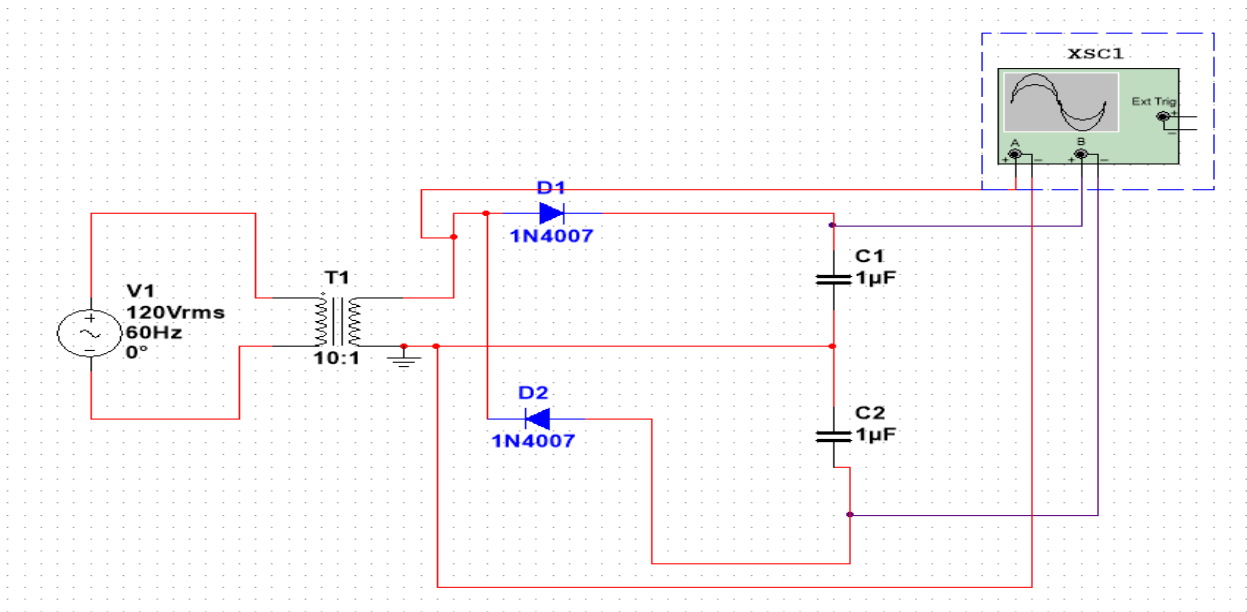 XSC1
Ext Trig
+
–
A
B
+ –
+ –
D1
1N4007
C1
1µF
T1
V1
120Vrms
60Hz
0°
+
–
10:1
D2
1N4007
C2
1µF